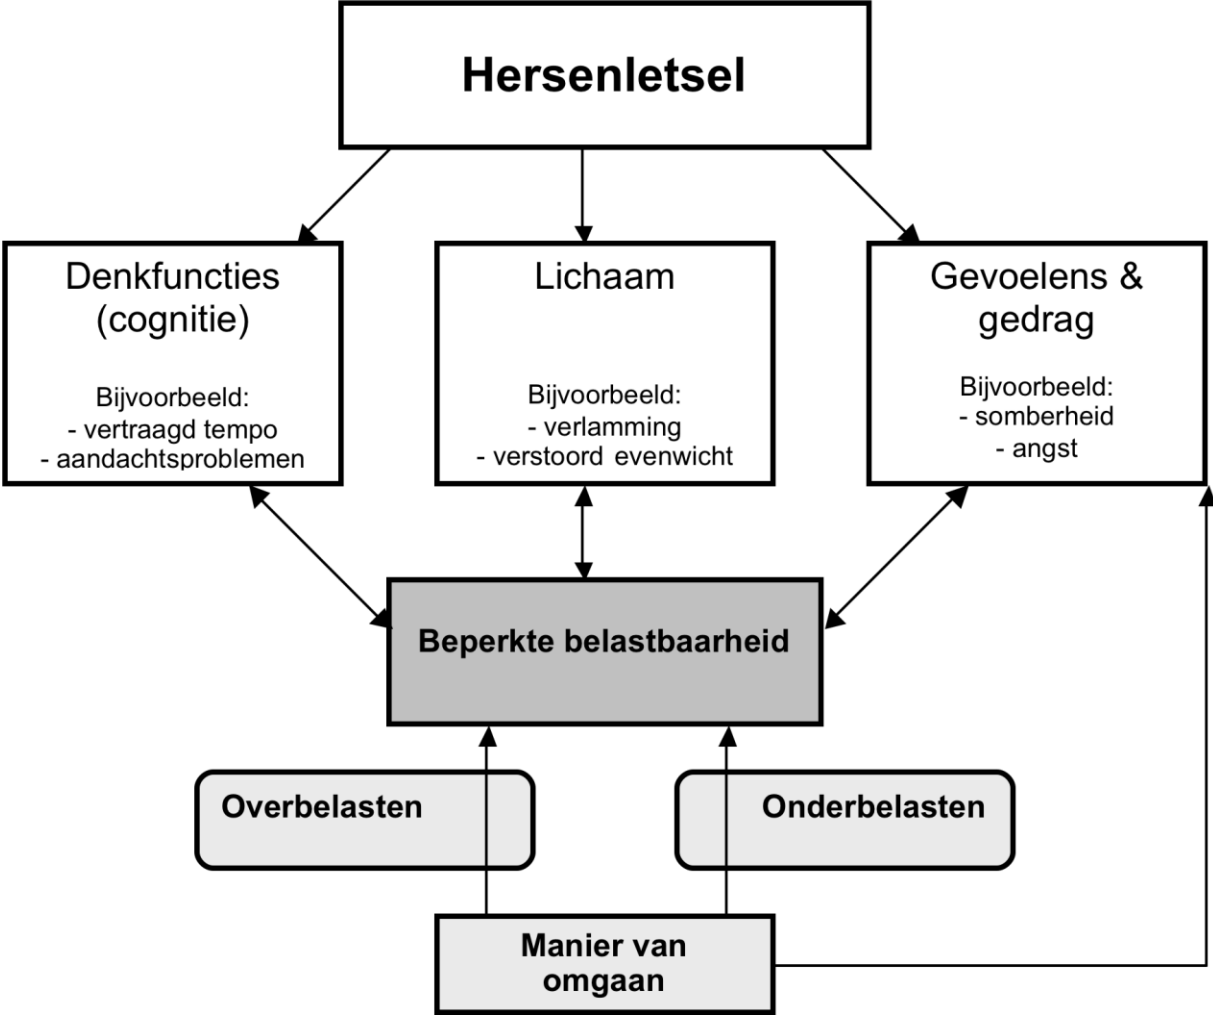 Hersenletsel
Denkfuncties
(cognitie)
Bijvoorbeeld:
- vertraagd tempo
- aandachtsproblemen
Lichaam
Bijvoorbeeld:
- verlamming
- verstoord evenwicht
Gevoelens &
gedrag
Bijvoorbeeld:
- somberheid
- angst
Beperkte belastbaarheid
Overbelasten
Onderbelasten
Manier van
omgaan